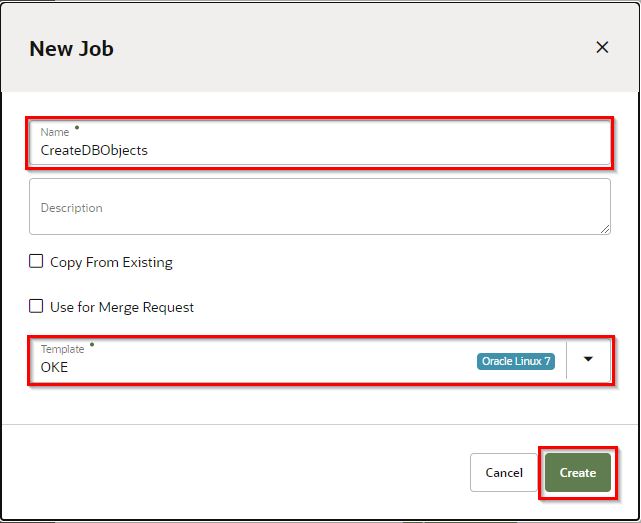 New Job
Name
CreateDBObjects
Description
Copy From Existing
Use for Merge Request
Template
OKE Oracle Linux 7
Cancel Create